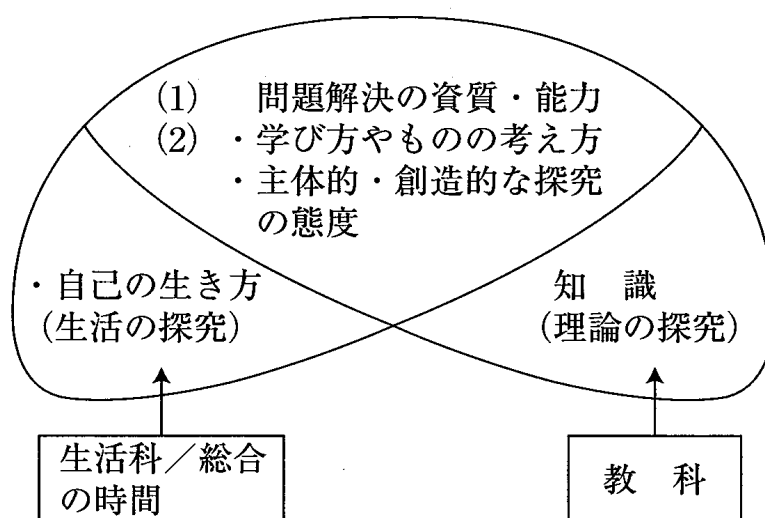 (1) 問題解決の資質・能力
(2) ・学び方やものの考え方
・主体的・創造的な探究
の態度
・自己の生き方
(生活の探究)
知 識
(理論の探究)
生活科／総合
の時間
教 科